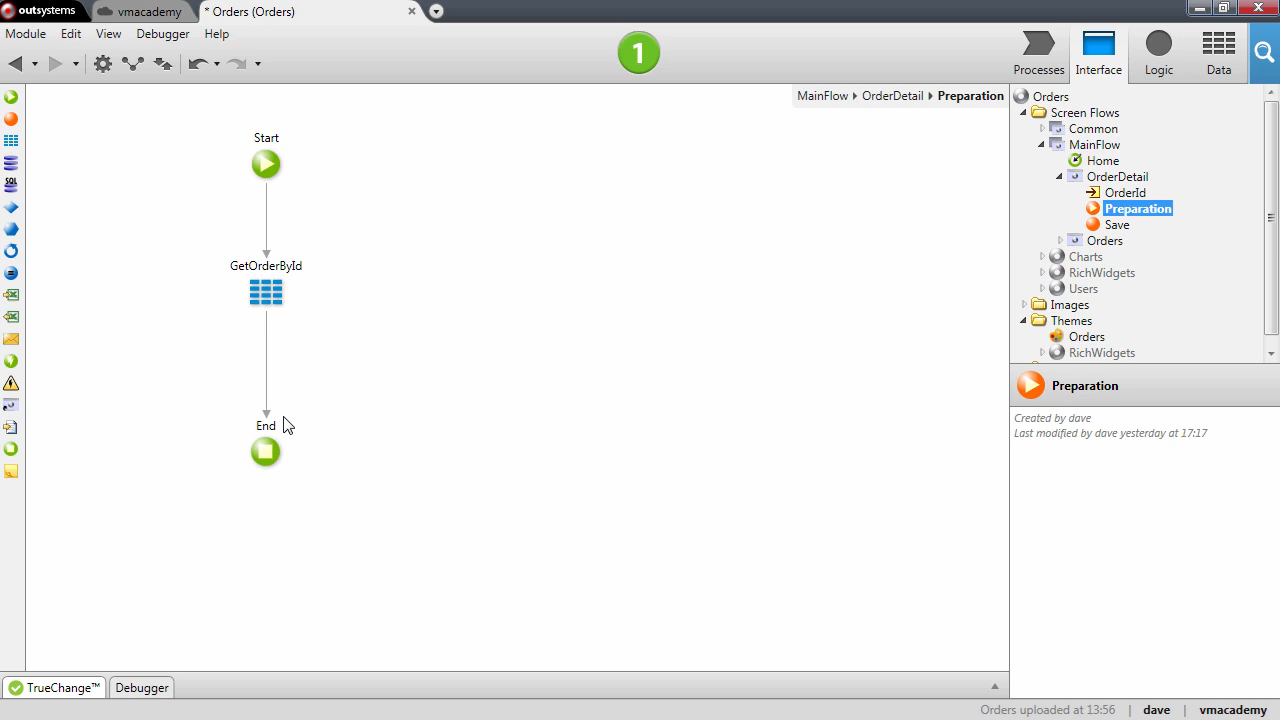 outsystems
vmacademy
* Orders (Orders)
Module Edit View Debugger Help
1
Processes Interface Logic Data
MainFlow OrderDetail Preparation
Start
GetOrderById
End
SQL
Orders
Screen Flows
Common
MainFlow
Home
OrderDetail
OrderId
Preparation
Save
Orders
Charts
RichWidgets
Users
Images
Themes
Orders
RichWidgets
Preparation
Created by dave
Last modified by dave yesterday at 17:17
TrueChange™ Debugger
Orders uploaded at 13:56 | dave | vmacademy